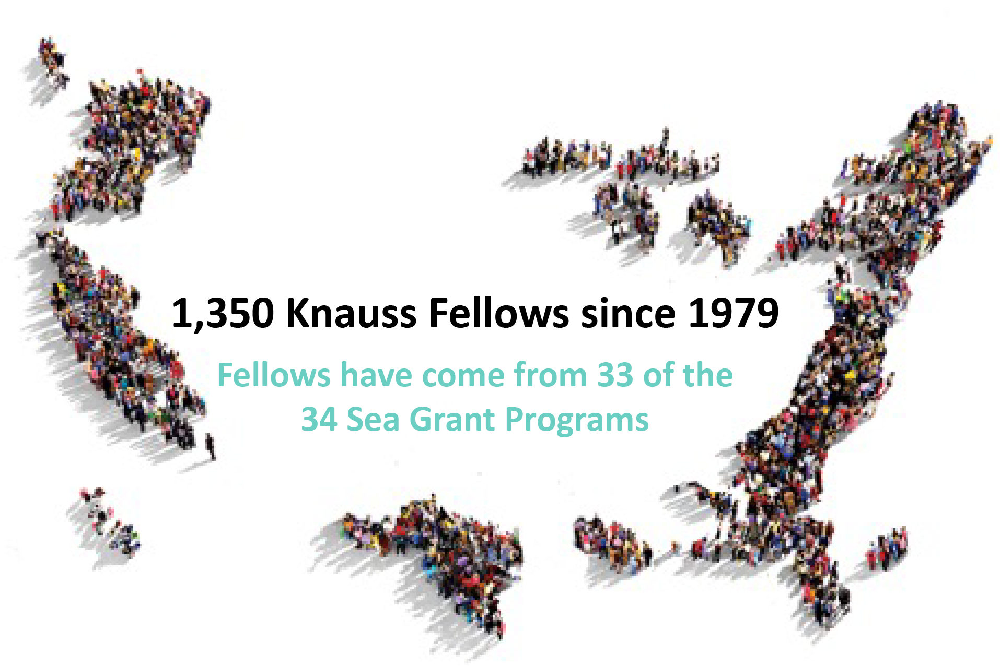 1,350 Knauss Fellows since 1979
Fellows have come from 33 of the
34 Sea Grant Programs